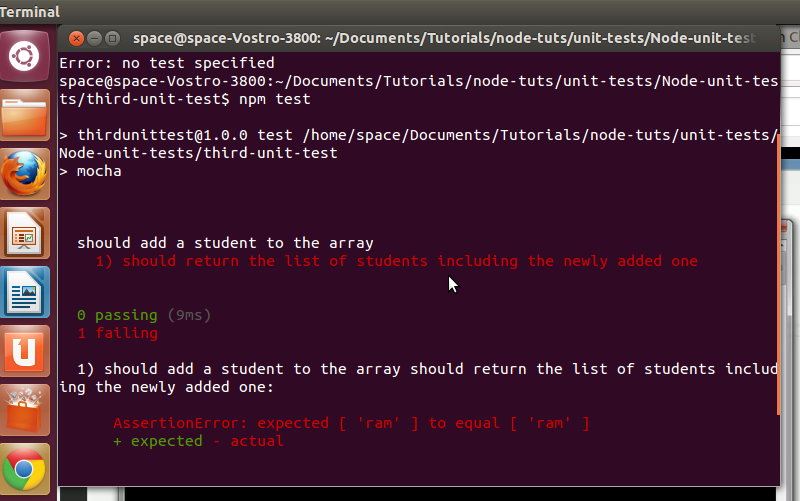 Terminal
space@space-Vostro-3800: ~/Documents/Tutorials/node-tuts/unit-tests/Node-unit-test
Error: no test specified
space@space-Vostro-3800:~/Documents/Tutorials/node-tuts/unit-tests/Node-unit-tes
ts/third-unit-test$ npm test
> thirdunittest@1.0.0 test /home/space/Documents/Tutorials/node-tuts/unit-tests/
Node-unit-tests/third-unit-test
> mocha
should add a student to the array
1) should return the list of students including the newly added one
0 passing (9ms)
1 failing
1) should add a student to the array should return the list of students includ
ing the newly added one:
AssertionError: expected [ 'ram' ] to equal [ 'ram' ]
+ expected - actual